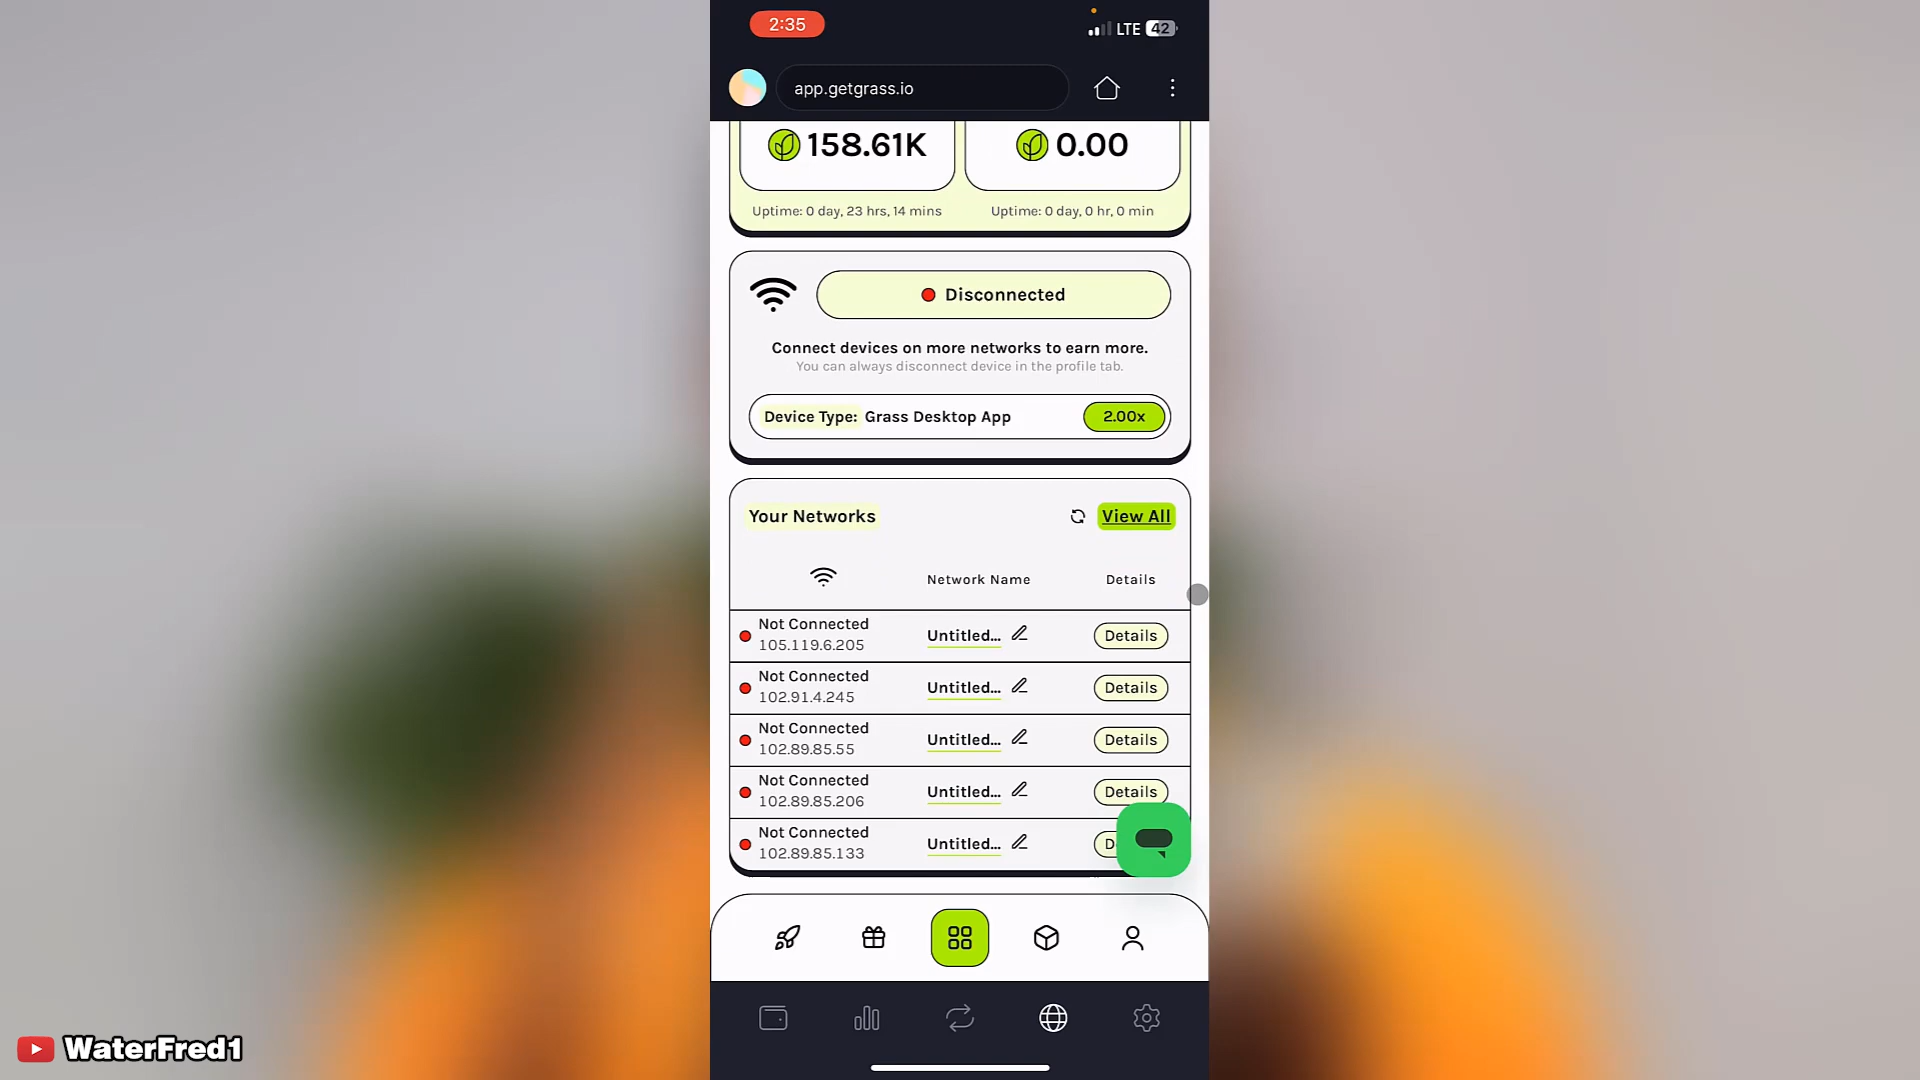 2:35
LTE 42
app.getgrass.io
158.61K
0.00
Uptime: 0 day, 23 hrs, 14 mins
Uptime: 0 day, 0 hr, 0 min
Disconnected
Connect devices on more networks to earn more.
You can always disconnect device in the profile tab.
Device Type: Grass Desktop App 2.00x
Your Networks
View All
Network Name
Details
Not Connected
105.119.6.205
Untitled...
Details
Not Connected
102.91.4.245
Untitled...
Details
Not Connected
102.89.85.55
Untitled...
Details
Not Connected
102.89.85.206
Untitled...
Details
Not Connected
102.89.85.133
Untitled...
WaterFred1